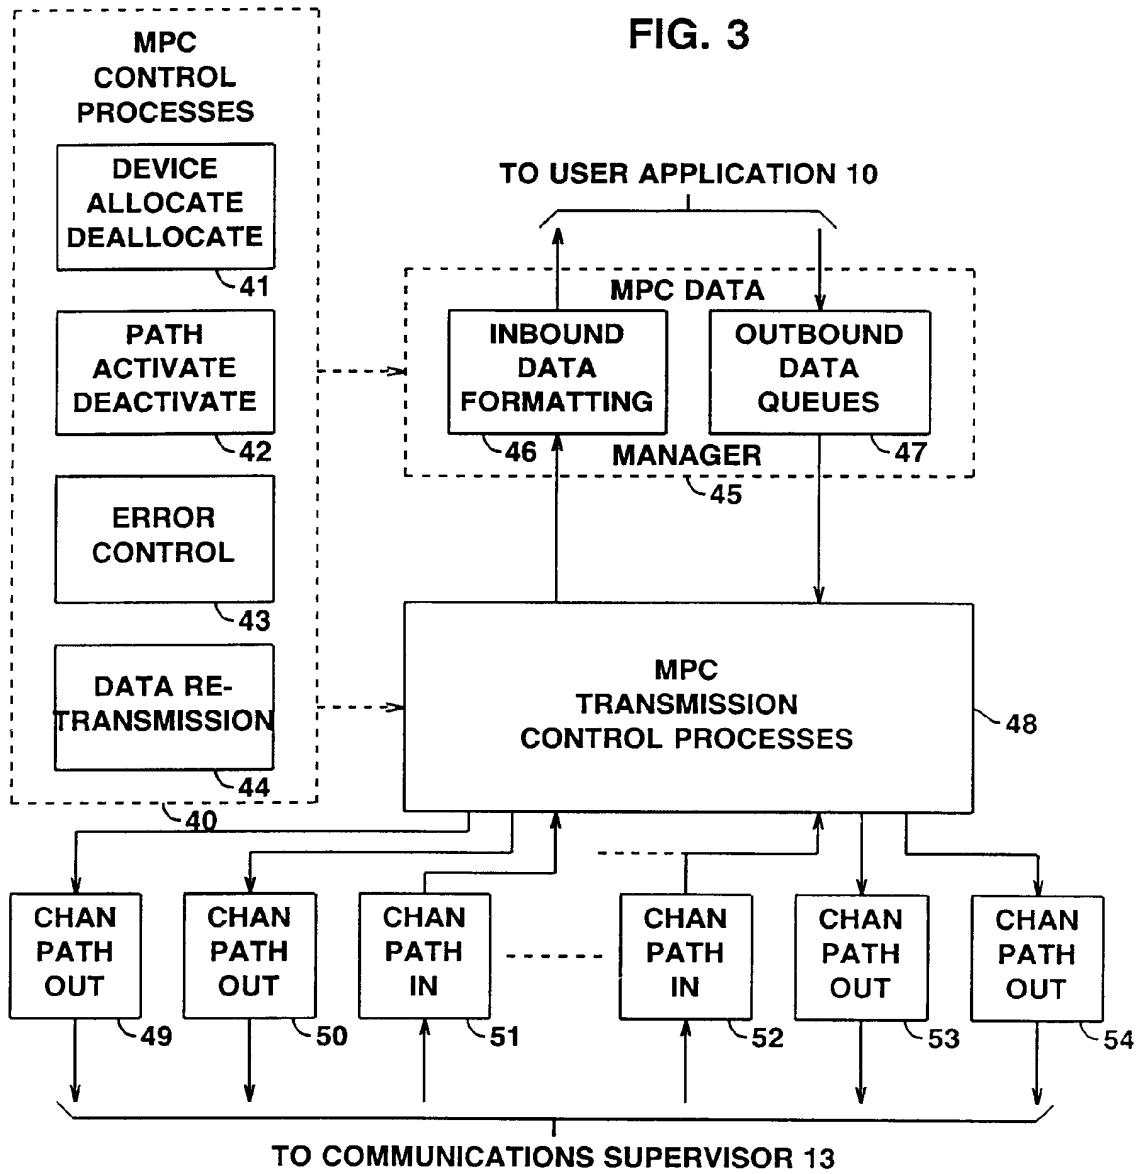 FIG. 3
MPC
CONTROL
PROCESSES
DEVICE
ALLOCATE
DEALLOCATE
41
PATH
ACTIVATE
DEACTIVATE
42
ERROR
CONTROL
43
DATA RE-
TRANSMISSION
44
40
TO USER APPLICATION 10
MPC DATA
INBOUND
DATA
FORMATTING
46
OUTBOUND
DATA
QUEUES
47
MANAGER
45
MPC
TRANSMISSION
CONTROL PROCESSES
48
CHAN
PATH
OUT
49
CHAN
PATH
OUT
50
CHAN
PATH
IN
51
CHAN
PATH
IN
52
CHAN
PATH
OUT
53
CHAN
PATH
OUT
54
TO COMMUNICATIONS SUPERVISOR 13